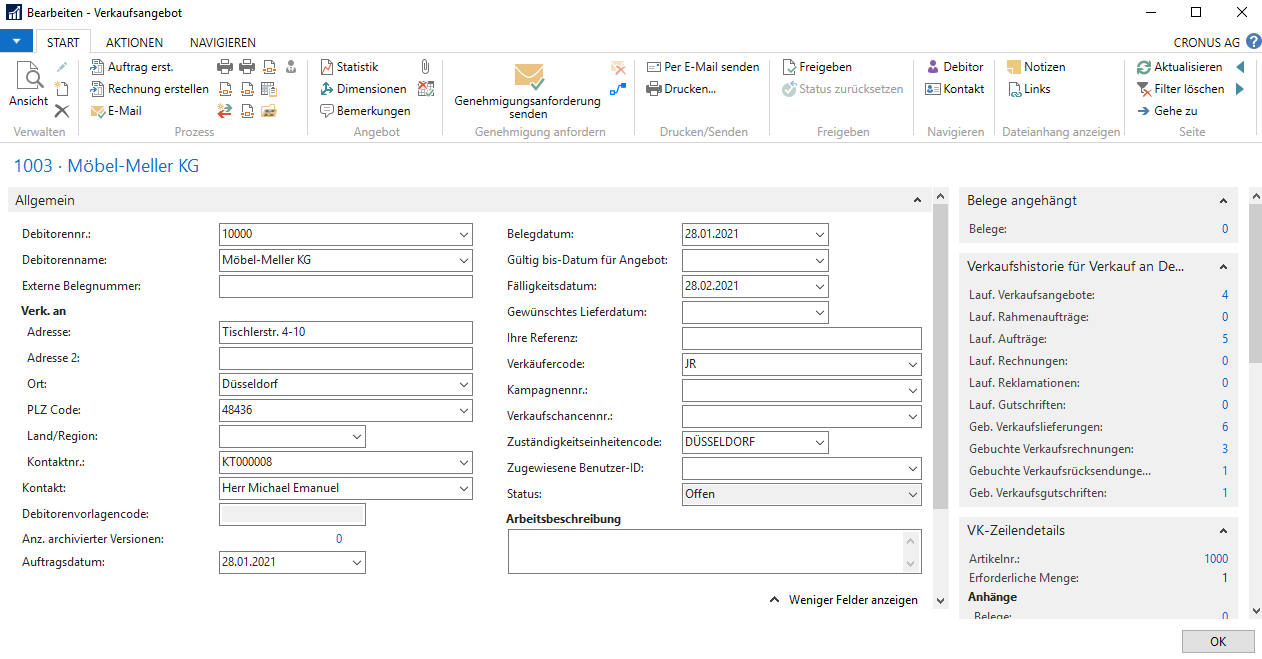 Bearbeiten - Verkaufsangebot
START AKTIONEN NAVIGIEREN
CRONUS AG ?
Ansicht
Verwalten
Auftrag erst.
Rechnung erstellen
E-Mail
Prozess
Statistik
Dimensionen
Bemerkungen
Angebot
Genehmigungsanforderung
senden
Genehmigung anfordern
Per E-Mail senden
Drucken...
Drucken/Senden
Freigeben
Status zurücksetzen
Freigeben
Debitor
Kontakt
Navigieren
Notizen
Links
Dateianhang anzeigen
Aktualisieren
Filter löschen
Gehe zu
Seite
1003 · Möbel-Meller KG
Allgemein
Debitorennr.: 10000
Debitorenname: Möbel-Meller KG
Externe Belegnummer:
Verk. an
Adresse: Tischlerstr. 4-10
Adresse 2:
Ort: Düsseldorf
PLZ Code: 48436
Land/Region:
Kontaktnr.: KT000008
Kontakt: Herr Michael Emanuel
Debitorenvorlagencode:
Anz. archivierter Versionen: 0
Auftragsdatum: 28.01.2021
Belegdatum: 28.01.2021
Gültig bis-Datum für Angebot:
Fälligkeitsdatum: 28.02.2021
Gewünschtes Lieferdatum:
Ihre Referenz:
Verkäufercode: JR
Kampagnennr.:
Verkaufschancennr.:
Zuständigkeitseinheitencode: DÜSSELDORF
Zugewiesene Benutzer-ID:
Status: Offen
Arbeitsbeschreibung
Weniger Felder anzeigen
Belege angehängt
Belege: 0
Verkaufshistorie für Verkauf an De...
Lauf. Verkaufsangebote: 4
Lauf. Rahmenaufträge: 0
Lauf. Aufträge: 5
Lauf. Rechnungen: 0
Lauf. Reklamationen: 0
Lauf. Gutschriften: 0
Geb. Verkaufslieferungen: 6
Gebuchte Verkaufsrechnungen: 3
Gebuchte Verkaufsrücksendunge... 1
Geb. Verkaufsgutschriften: 1
VK-Zeilendetails
Artikelnr.: 1000
Erforderliche Menge: 1
Anhänge
Belege: 0
OK